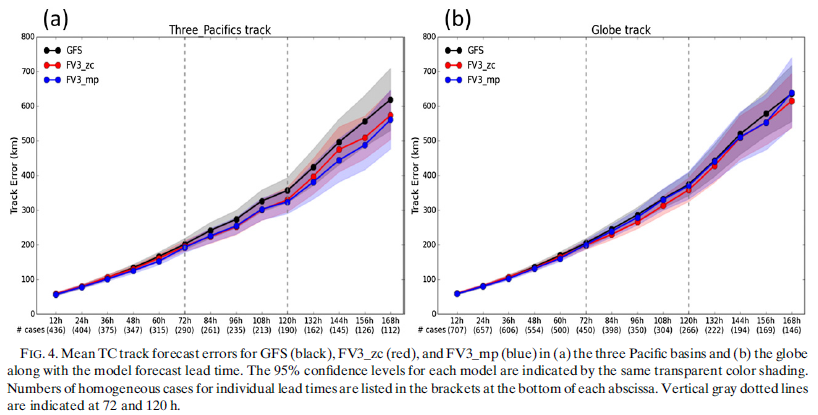 (a)
Three_Pacifics track
800
700
600
500
400
300
200
100
0
Track Error (km)
GFS
FV3_zc
FV3_mp
12h 24h 36h 48h 60h 72h 84h 96h 108h 120h 132h 144h 156h 168h
# cases (436) (404) (375) (347) (315) (290) (261) (235) (213) (190) (162) (145) (126) (112)
(b)
Globe track
800
700
600
500
400
300
200
100
0
Track Error (km)
GFS
FV3_zc
FV3_mp
12h 24h 36h 48h 60h 72h 84h 96h 108h 120h 132h 144h 156h 168h
# cases (707) (657) (606) (554) (500) (450) (398) (350) (304) (266) (222) (194) (169) (146)
FIG. 4. Mean TC track forecast errors for GFS (black), FV3_zc (red), and FV3_mp (blue) in (a) the three Pacific basins and (b) the globe
along with the model forecast lead time. The 95% confidence levels for each model are indicated by the same transparent color shading.
Numbers of homogeneous cases for individual lead times are listed in the brackets at the bottom of each abscissa. Vertical gray dotted lines
are indicated at 72 and 120 h.